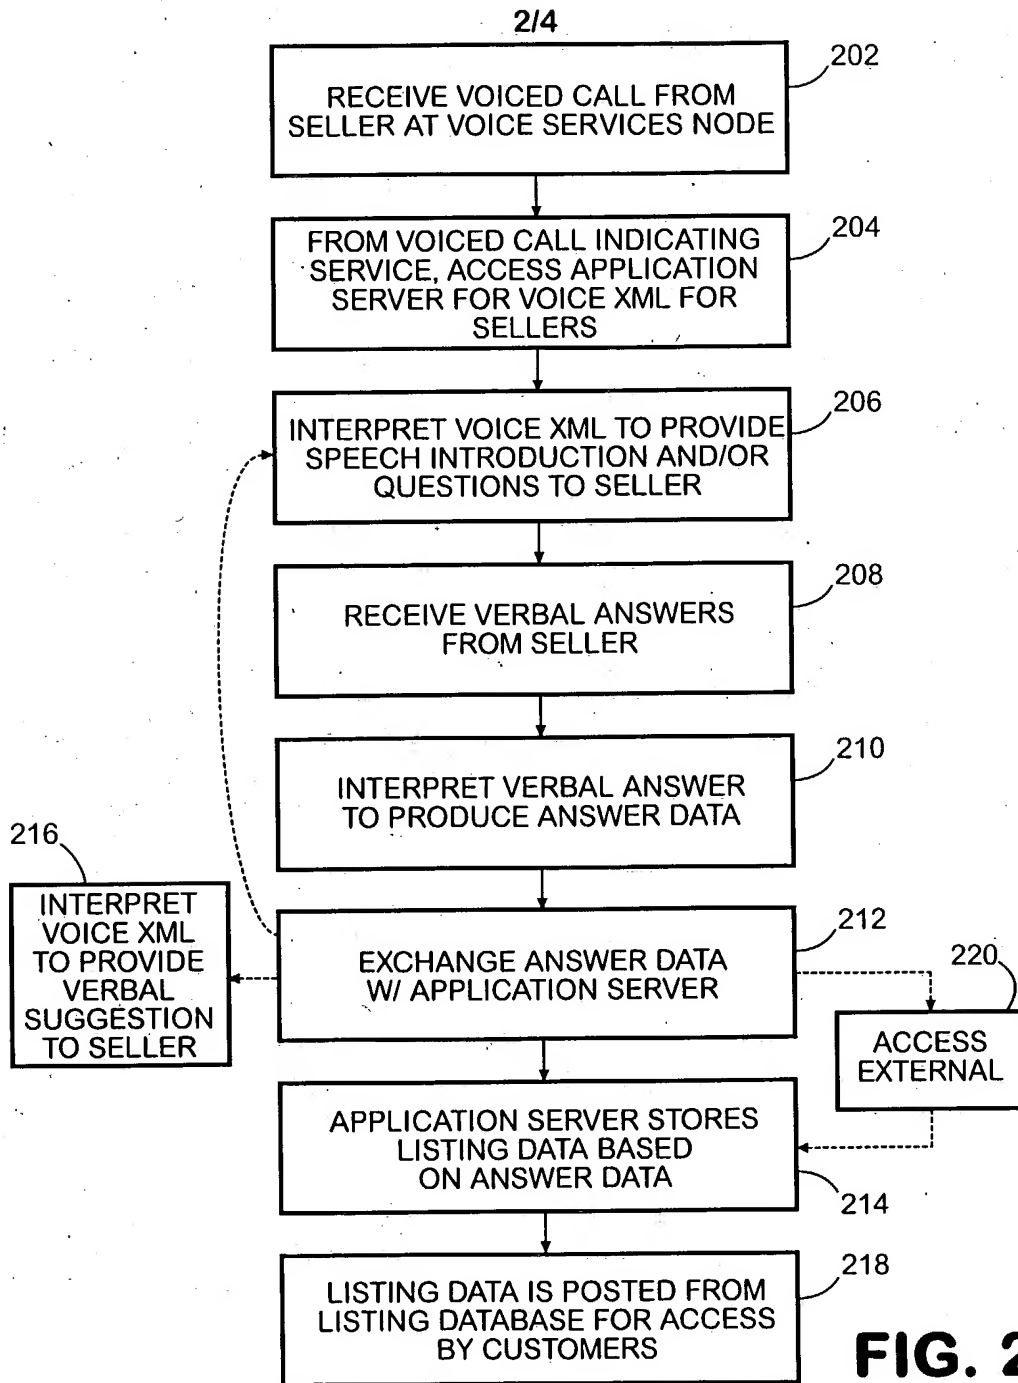 2/4
202
RECEIVE VOICED CALL FROM
SELLER AT VOICE SERVICES NODE
204
FROM VOICED CALL INDICATING
SERVICE, ACCESS APPLICATION
SERVER FOR VOICE XML FOR
SELLERS
206
INTERPRET VOICE XML TO PROVIDE
SPEECH INTRODUCTION AND/OR
QUESTIONS TO SELLER
208
RECEIVE VERBAL ANSWERS
FROM SELLER
210
INTERPRET VERBAL ANSWER
TO PRODUCE ANSWER DATA
216
INTERPRET
VOICE XML
TO PROVIDE
VERBAL
SUGGESTION
TO SELLER
212
EXCHANGE ANSWER DATA
W/ APPLICATION SERVER
220
ACCESS
EXTERNAL
APPLICATION SERVER STORES
LISTING DATA BASED
ON ANSWER DATA
214
218
LISTING DATA IS POSTED FROM
LISTING DATABASE FOR ACCESS
BY CUSTOMERS
FIG. 2